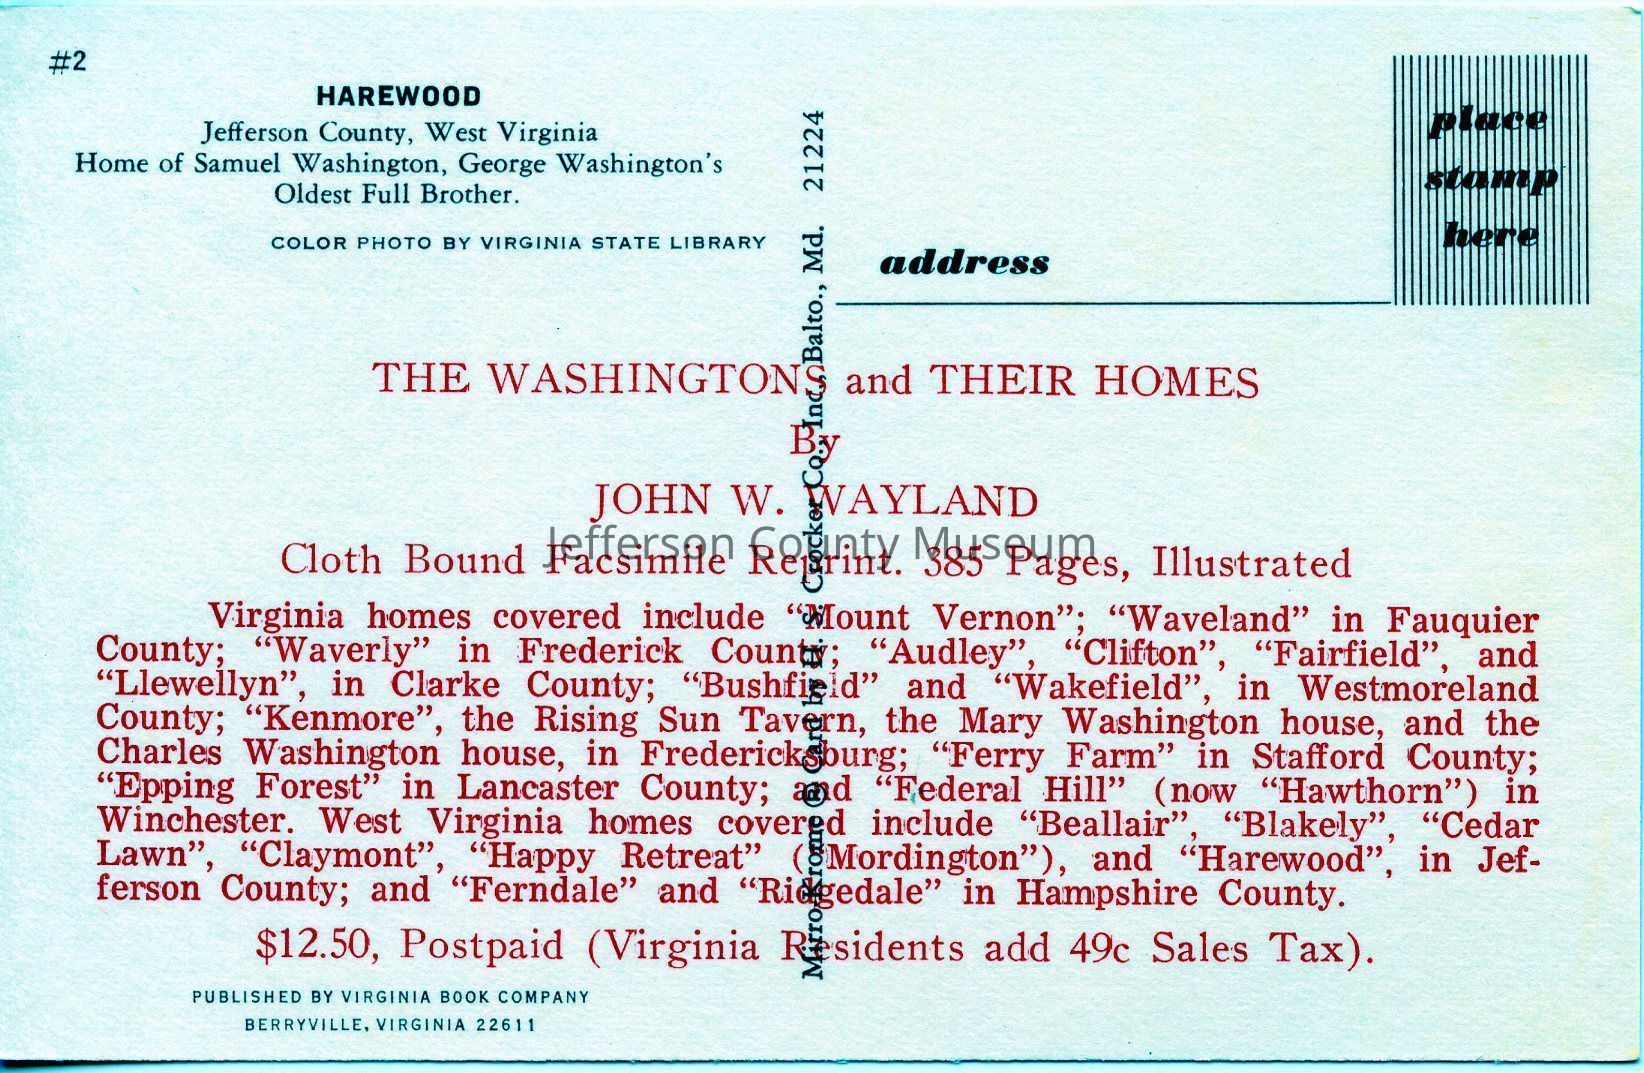 #2
HAREWOOD
Jefferson County, West Virginia
Home of Samuel Washington, George Washington's
Oldest Full Brother.
COLOR PHOTO BY VIRGINIA STATE LIBRARY
Mirro-Krome® Card by H. S. Crocker Co., Inc., Balto., Md. 21224
place
stamp
here
address
THE WASHINGTONS and THEIR HOMES
By
JOHN W. WAYLAND
Jefferson County Museum
Cloth Bound Facsimile Reprint. 385 Pages, Illustrated
Virginia homes covered include “Mount Vernon”; “Waveland” in Fauquier
County; “Waverly” in Frederick County; “Audley”, “Clifton”, “Fairfield”, and
“Llewellyn”, in Clarke County; “Bushfield” and “Wakefield”, in Westmoreland
County; “Kenmore”, the Rising Sun Tavern, the Mary Washington house, and the
Charles Washington house, in Fredericksburg; “Ferry Farm” in Stafford County;
“Epping Forest” in Lancaster County; and “Federal Hill” (now “Hawthorn”) in
Winchester. West Virginia homes covered include “Beallair”, “Blakely”, “Cedar
Lawn”, “Claymont”, “Happy Retreat” (“Mordington”), and “Harewood”, in Jef-
ferson County; and “Ferndale” and “Ridgedale” in Hampshire County.
$12.50, Postpaid (Virginia Residents add 49c Sales Tax).
PUBLISHED BY VIRGINIA BOOK COMPANY
BERRYVILLE, VIRGINIA 22611